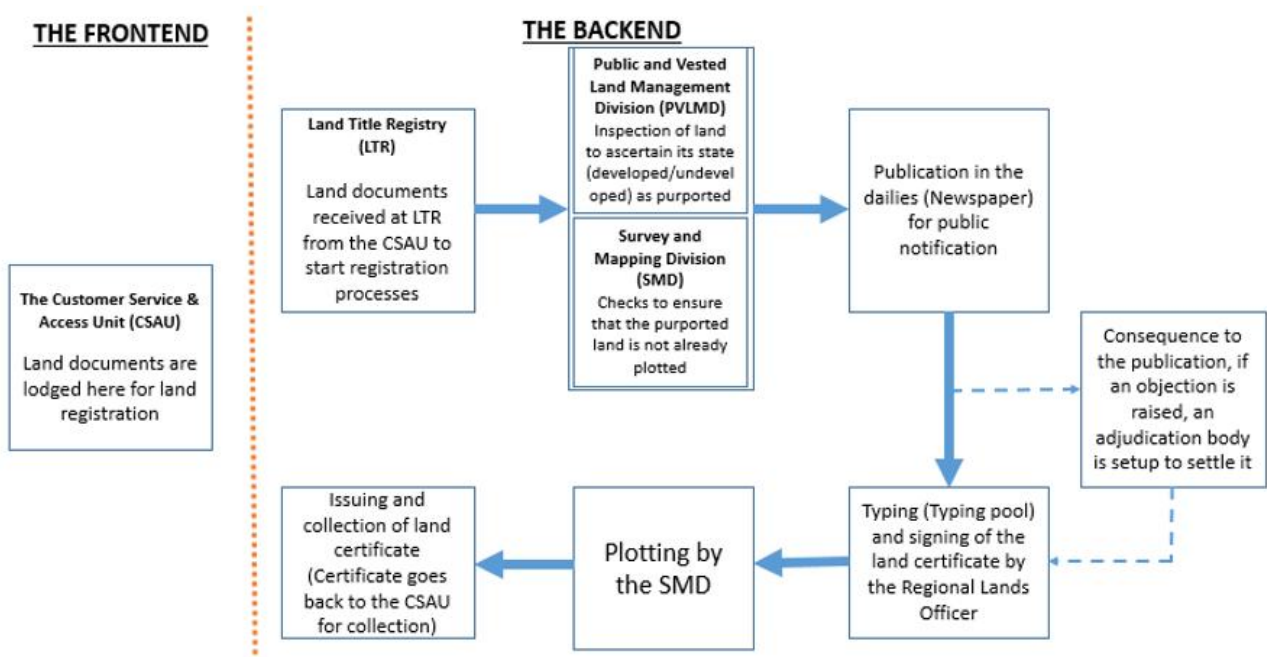 THE FRONTEND
THE BACKEND
The Customer Service &
Access Unit (CSAU)
Land documents are
lodged here for land
registration
Land Title Registry
(LTR)
Land documents
received at LTR
from the CSAU to
start registration
processes
Public and Vested
Land Management
Division (PVLMD)
Inspection of land
to ascertain its state
(developed/undevel
oped) as purported
Survey and
Mapping Division
(SMD)
Checks to ensure
that the purported
land is not already
plotted
Publication in the
dailies (Newspaper)
for public
notification
Consequence to
the publication, if
an objection is
raised, an
adjudication body
is setup to settle it
Typing (Typing pool)
and signing of the
land certificate by
the Regional Lands
Officer
Plotting by
the SMD
Issuing and
collection of land
certificate
(Certificate goes
back to the CSAU
for collection)